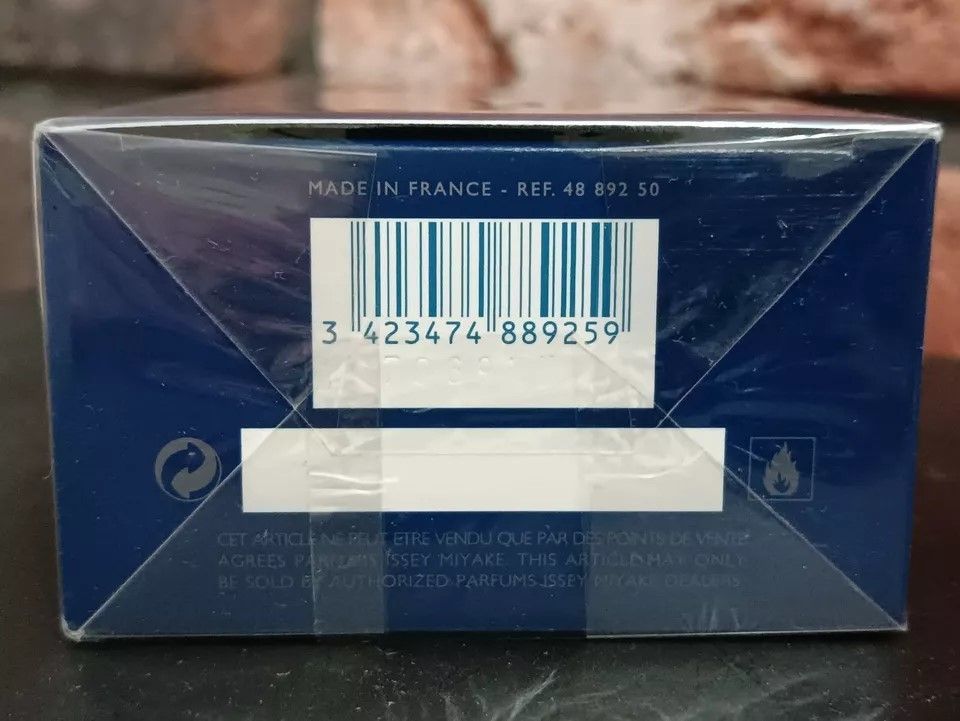 MADE IN FRANCE - REF. 48 892 50
3 423474 889259
CET ARTICLE NE PEUT ETRE VENDU QUE PAR DES POINTS DE VENTE
AGREES PARFUMS ISSEY MIYAKE. THIS ARTICLE MAY ONLY
BE SOLD BY AUTHORIZED PARFUMS ISSEY MIYAKE DEALERS.